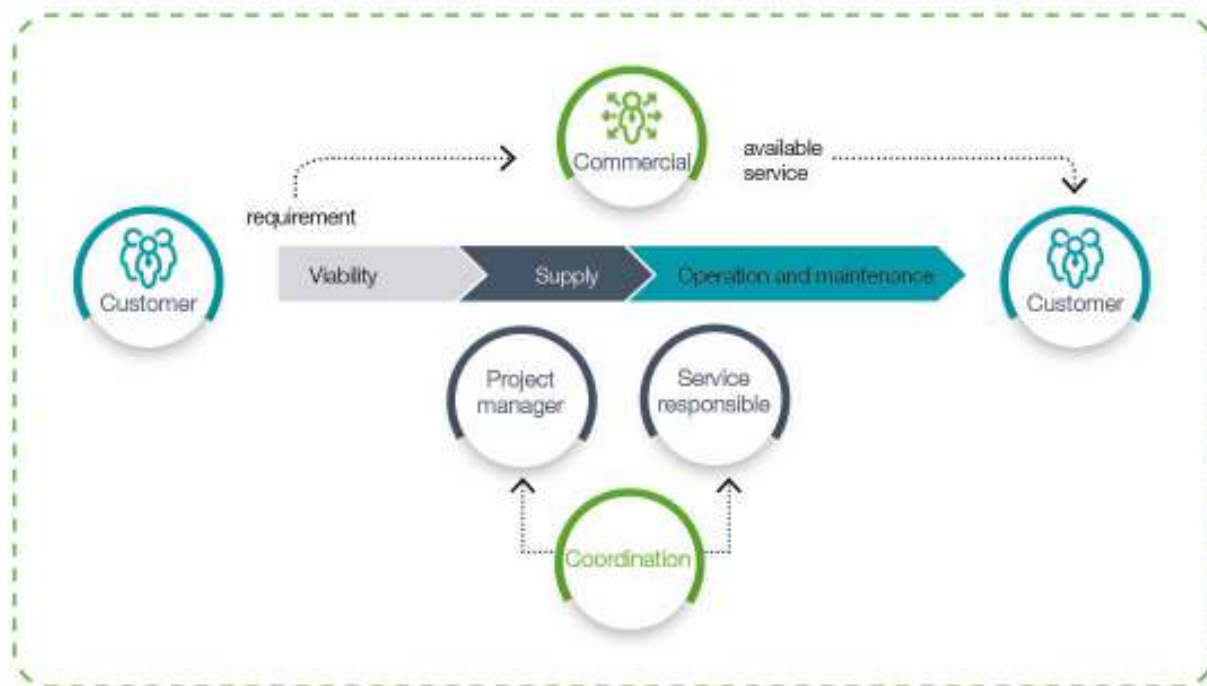 Commercial
available
service
requirement
Customer
Viability
Supply
Operation and maintenance
Customer
Project
manager
Service
responsible
Coordination